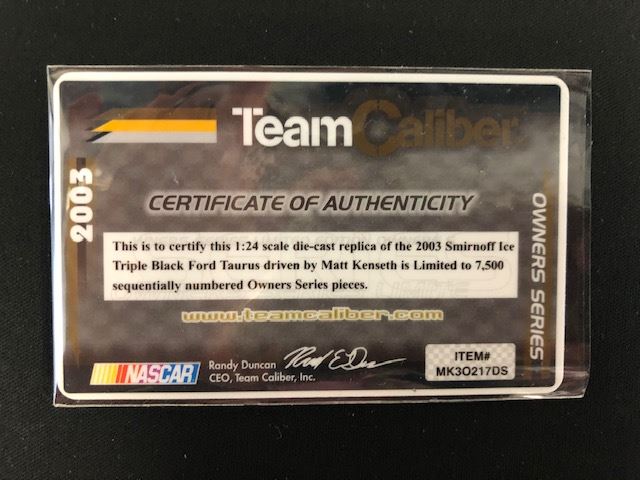 Team Caliber
2003
CERTIFICATE OF AUTHENTICITY
OWNERS SERIES
This is to certify this 1:24 scale die-cast replica of the 2003 Smirnoff Ice
Triple Black Ford Taurus driven by Matt Kenseth is Limited to 7,500
sequentially numbered Owners Series pieces.
www.teamcaliber.com
NASCAR
Randy Duncan
CEO, Team Caliber, Inc.
ITEM#
MK3O217DS